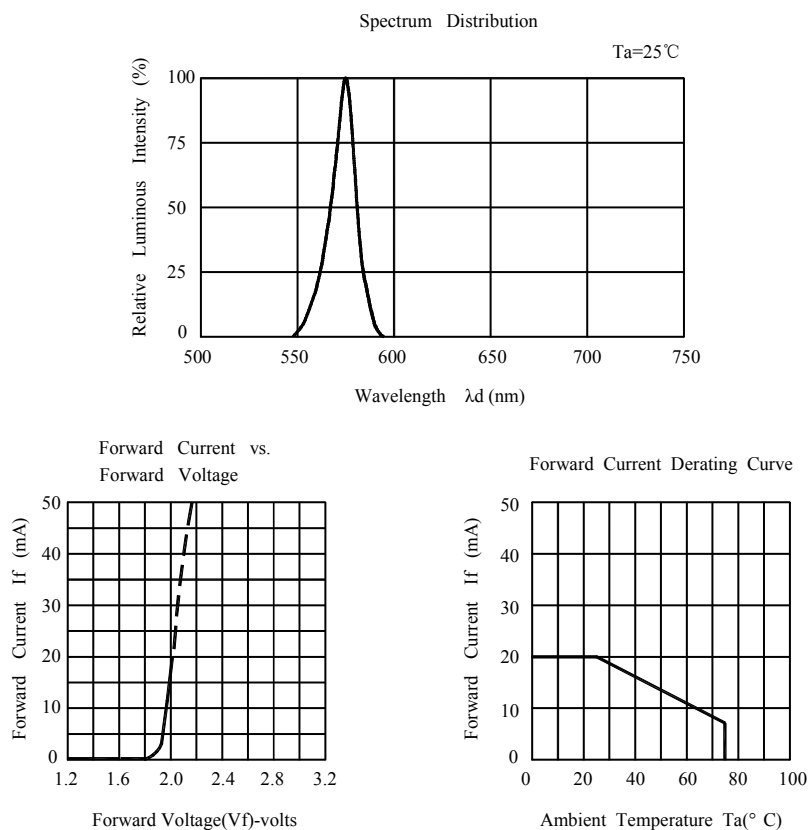 Spectrum Distribution
Ta=25℃
Relative Luminous Intensity (%)
100
75
50
25
0
500 550 600 650 700 750
Wavelength λd (nm)
Forward Current vs.
Forward Voltage
Forward Current If (mA)
50
40
30
20
10
0
1.2 1.6 2.0 2.4 2.8 3.2
Forward Voltage(Vf)-volts
Forward Current Derating Curve
Forward Current If (mA)
50
40
30
20
10
0
0 20 40 60 80 100
Ambient Temperature Ta(° C)